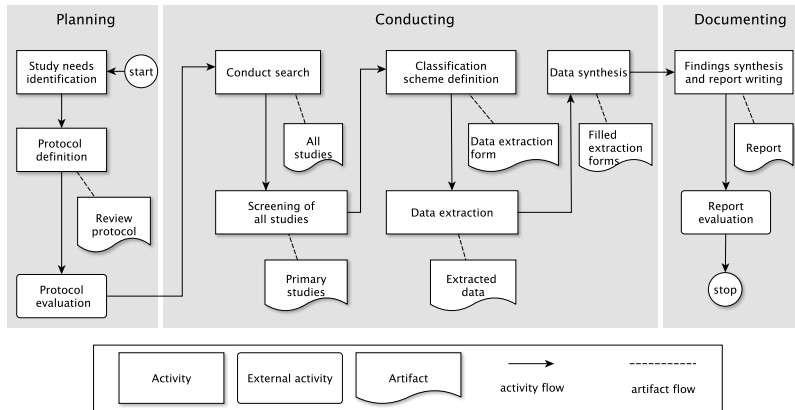 Planning
Conducting
Documenting
Study needs
identification
start
Conduct search
Classification
scheme definition
Data synthesis
Findings synthesis
and report writing
Protocol
definition
All
studies
Data extraction
form
Filled
extraction
forms
Report
Review
protocol
Screening of
all studies
Data extraction
Report
evaluation
Protocol
evaluation
Primary
studies
Extracted
data
stop
Activity
External activity
Artifact
activity flow
artifact flow